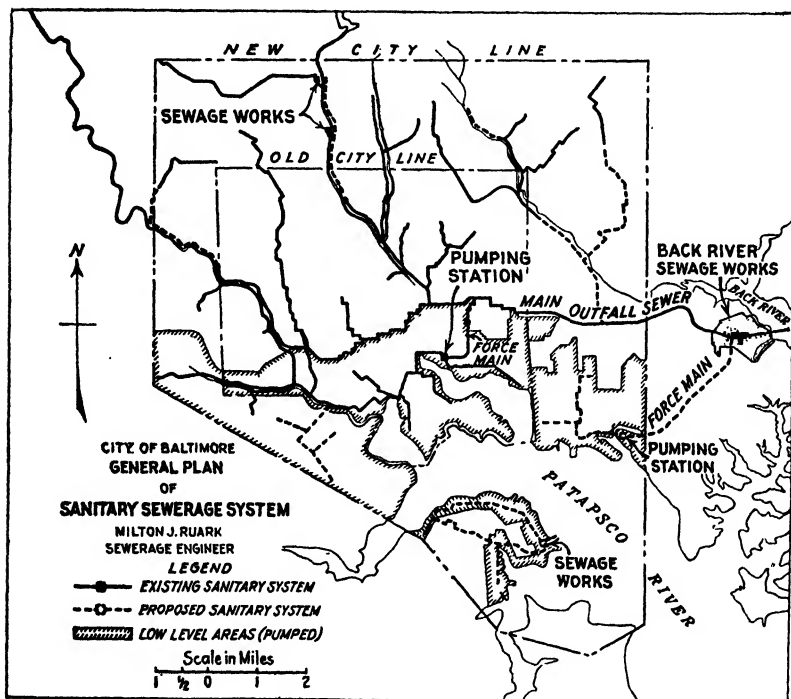 NEW CITY LINE
SEWAGE WORKS
OLD CITY LINE
N
PUMPING
STATION
BACK RIVER
SEWAGE WORKS
BACK RIVER
MAIN OUTFALL SEWER
FORCE
MAIN
FORCE MAIN
PUMPING
STATION
CITY OF BALTIMORE
GENERAL PLAN
OF
SANITARY SEWERAGE SYSTEM
MILTON J. RUARK
SEWERAGE ENGINEER
PATAPSCO
RIVER
SEWAGE
WORKS
LEGEND
EXISTING SANITARY SYSTEM
PROPOSED SANITARY SYSTEM
LOW LEVEL AREAS (PUMPED)
Scale in Miles
1 ½ 0 1 2